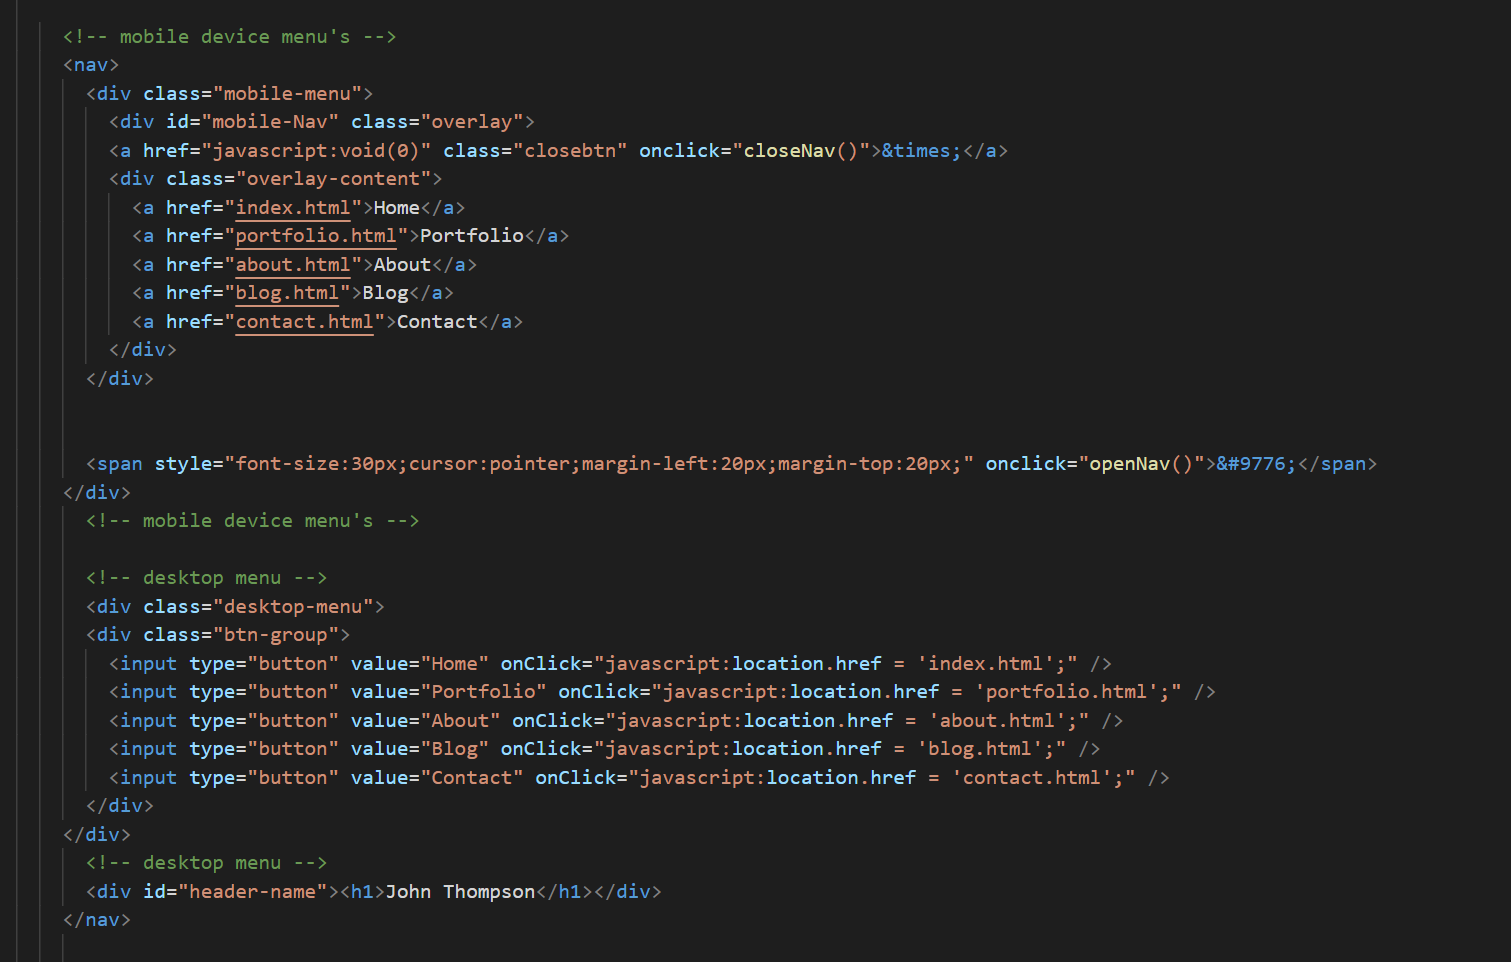 <!-- mobile device menu's -->
<nav>
<div class="mobile-menu">
<div id="mobile-Nav" class="overlay">
<a href="javascript:void(0)" class="closebtn" onclick="closeNav()">&times;</a>
<div class="overlay-content">
<a href="index.html">Home</a>
<a href="portfolio.html">Portfolio</a>
<a href="about.html">About</a>
<a href="blog.html">Blog</a>
<a href="contact.html">Contact</a>
</div>
</div>
<span style="font-size:30px;cursor:pointer;margin-left:20px;margin-top:20px;" onclick="openNav()">&#9776;</span>
</div>
<!-- mobile device menu's -->
<!-- desktop menu -->
<div class="desktop-menu">
<div class="btn-group">
<input type="button" value="Home" onClick="javascript:location.href = 'index.html';" />
<input type="button" value="Portfolio" onClick="javascript:location.href = 'portfolio.html';" />
<input type="button" value="About" onClick="javascript:location.href = 'about.html';" />
<input type="button" value="Blog" onClick="javascript:location.href = 'blog.html';" />
<input type="button" value="Contact" onClick="javascript:location.href = 'contact.html';" />
</div>
</div>
<!-- desktop menu -->
<div id="header-name"><h1>John Thompson</h1></div>
</nav>